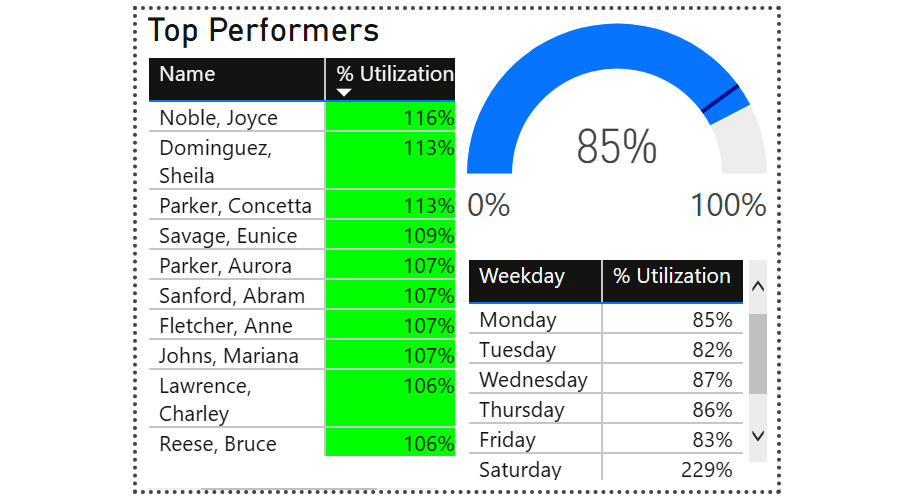 Top Performers
Name % Utilization
Noble, Joyce 116%
Dominguez, 113%
Sheila
Parker, Concetta 113%
Savage, Eunice 109%
Parker, Aurora 107%
Sanford, Abram 107%
Fletcher, Anne 107%
Johns, Mariana 107%
Lawrence, 106%
Charley
Reese, Bruce 106%
85%
0% 100%
Weekday % Utilization
Monday 85%
Tuesday 82%
Wednesday 87%
Thursday 86%
Friday 83%
Saturday 229%